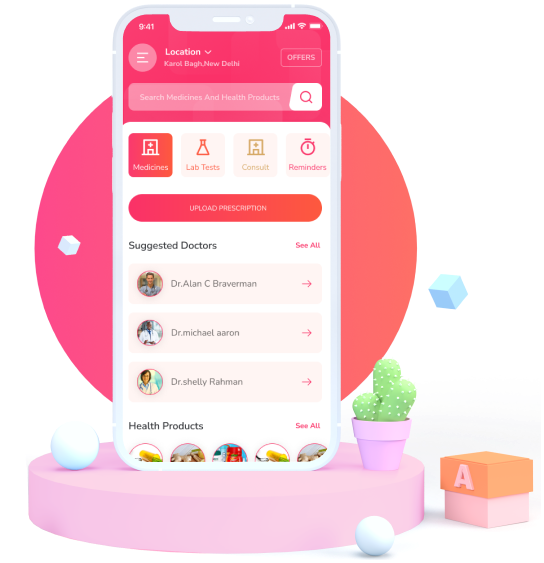 9:41
Location
Karol Bagh,New Delhi
OFFERS
Search Medicines And Health Products
Medicines
Lab Tests
Consult
Reminders
UPLOAD PRESCRIPTION
Suggested Doctors
See All
Dr.Alan C Braverman
Dr.michael aaron
Dr.shelly Rahman
Health Products
See All
A